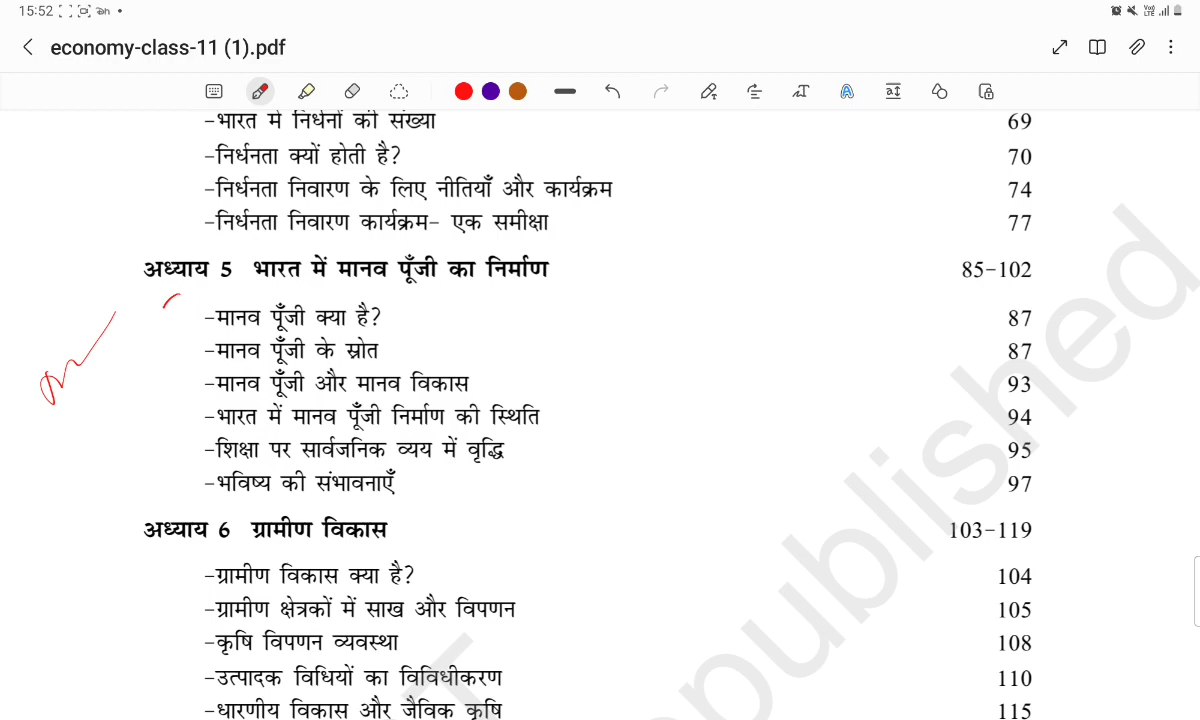 15:52
economy-class-11 (1).pdf
-भारत में निर्धनों की संख्या 69
-निर्धनता क्यों होती है? 70
-निर्धनता निवारण के लिए नीतियाँ और कार्यक्रम 74
-निर्धनता निवारण कार्यक्रम- एक समीक्षा 77
अध्याय 5 भारत में मानव पूँजी का निर्माण 85-102
-मानव पूँजी क्या है? 87
-मानव पूँजी के स्रोत 87
-मानव पूँजी और मानव विकास 93
-भारत में मानव पूँजी निर्माण की स्थिति 94
-शिक्षा पर सार्वजनिक व्यय में वृद्धि 95
-भविष्य की संभावनाएँ 97
अध्याय 6 ग्रामीण विकास 103-119
-ग्रामीण विकास क्या है? 104
-ग्रामीण क्षेत्रकों में साख और विपणन 105
-कृषि विपणन व्यवस्था 108
-उत्पादक विधियों का विविधीकरण 110
-धारणीय विकास और जैविक कृषि 115
published